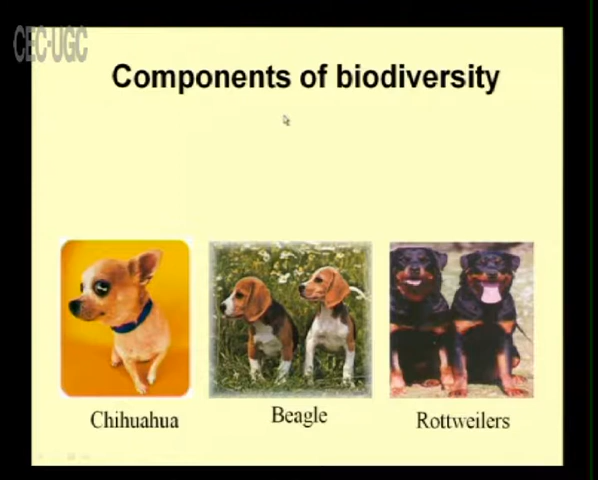 CEC-UGC
Components of biodiversity
Chihuahua
Beagle
Rottweilers